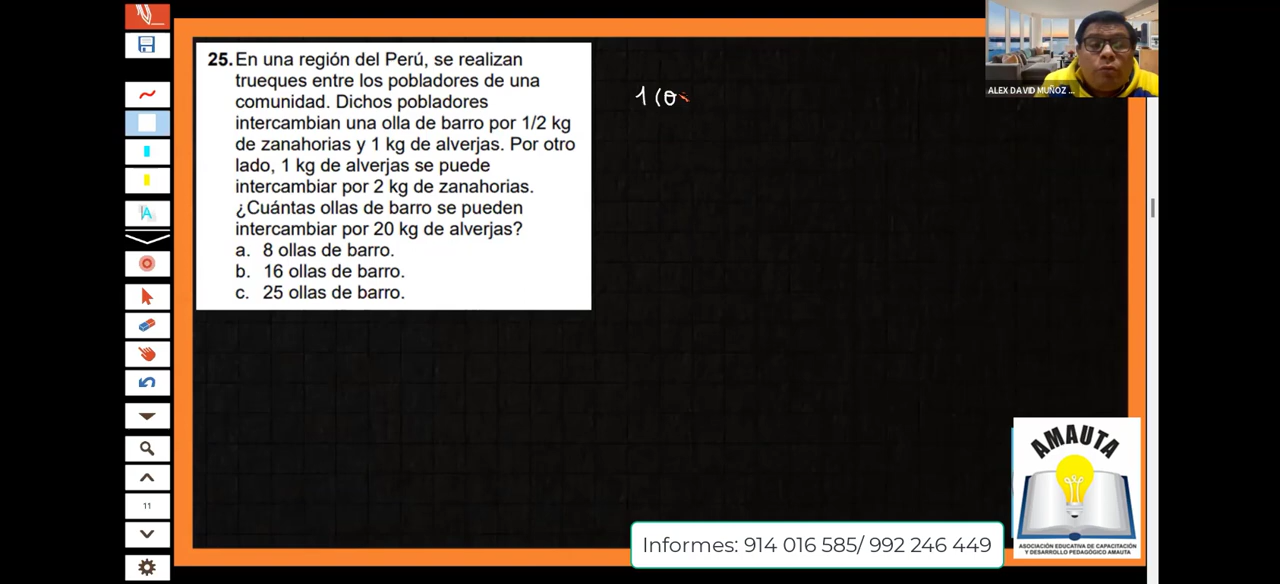 25. En una región del Perú, se realizan
trueques entre los pobladores de una
comunidad. Dichos pobladores
intercambian una olla de barro por 1/2 kg
de zanahorias y 1 kg de alverjas. Por otro
lado, 1 kg de alverjas se puede
intercambiar por 2 kg de zanahorias.
¿Cuántas ollas de barro se pueden
intercambiar por 20 kg de alverjas?
a. 8 ollas de barro.
b. 16 ollas de barro.
c. 25 ollas de barro.
1 (o
ALEX DAVID MUÑOZ ...
A
11
AMAUTA
ASOCIACIÓN EDUCATIVA DE CAPACITACIÓN
Y DESARROLLO PEDAGÓGICO AMAUTA
Informes: 914 016 585/ 992 246 449